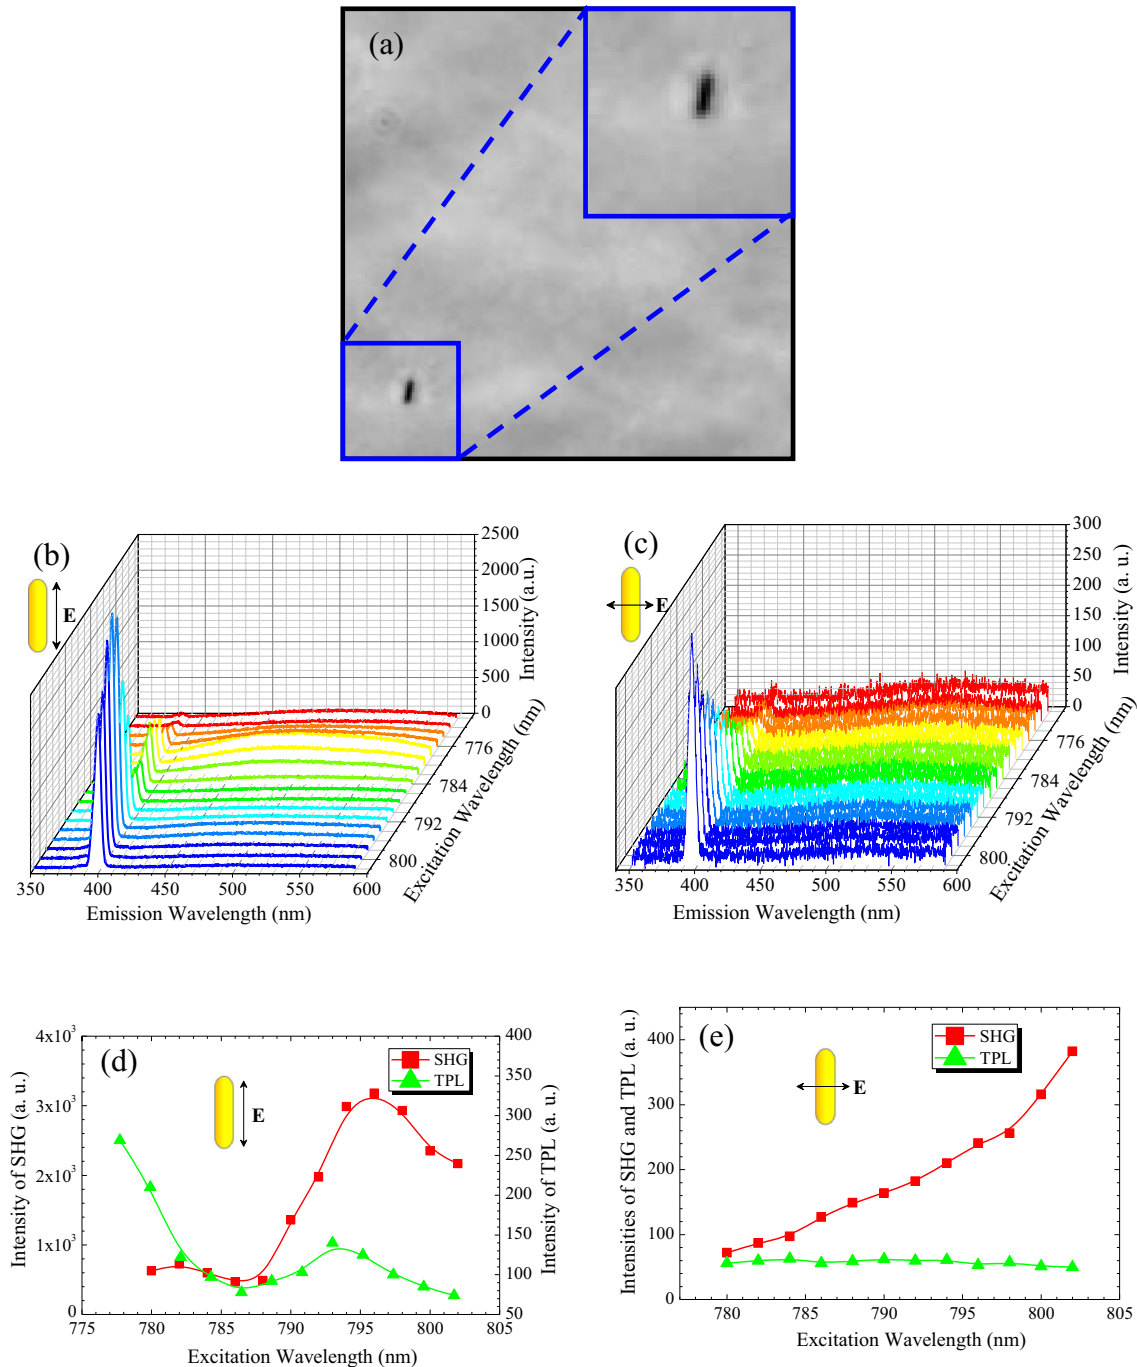 (a)
(b)
E
2500
2000
1500
1000
500
0
Intensity (a.u.)
776
784
792
800
Excitation Wavelength (nm)
350 400 450 500 550 600
Emission Wavelength (nm)
(c)
E
300
250
200
150
100
50
0
Intensity (a. u.)
776
784
792
800
Excitation Wavelength (nm)
350 400 450 500 550 600
Emission Wavelength (nm)
(d)
SHG
TPL
E
4x10³
3x10³
2x10³
1x10³
0
Intensity of SHG (a. u.)
400
350
300
250
200
150
100
50
Intensity of TPL (a. u.)
775 780 785 790 795 800 805
Excitation Wavelength (nm)
(e)
SHG
TPL
E
400
300
200
100
0
Intensities of SHG and TPL (a. u.)
780 785 790 795 800 805
Excitation Wavelength (nm)